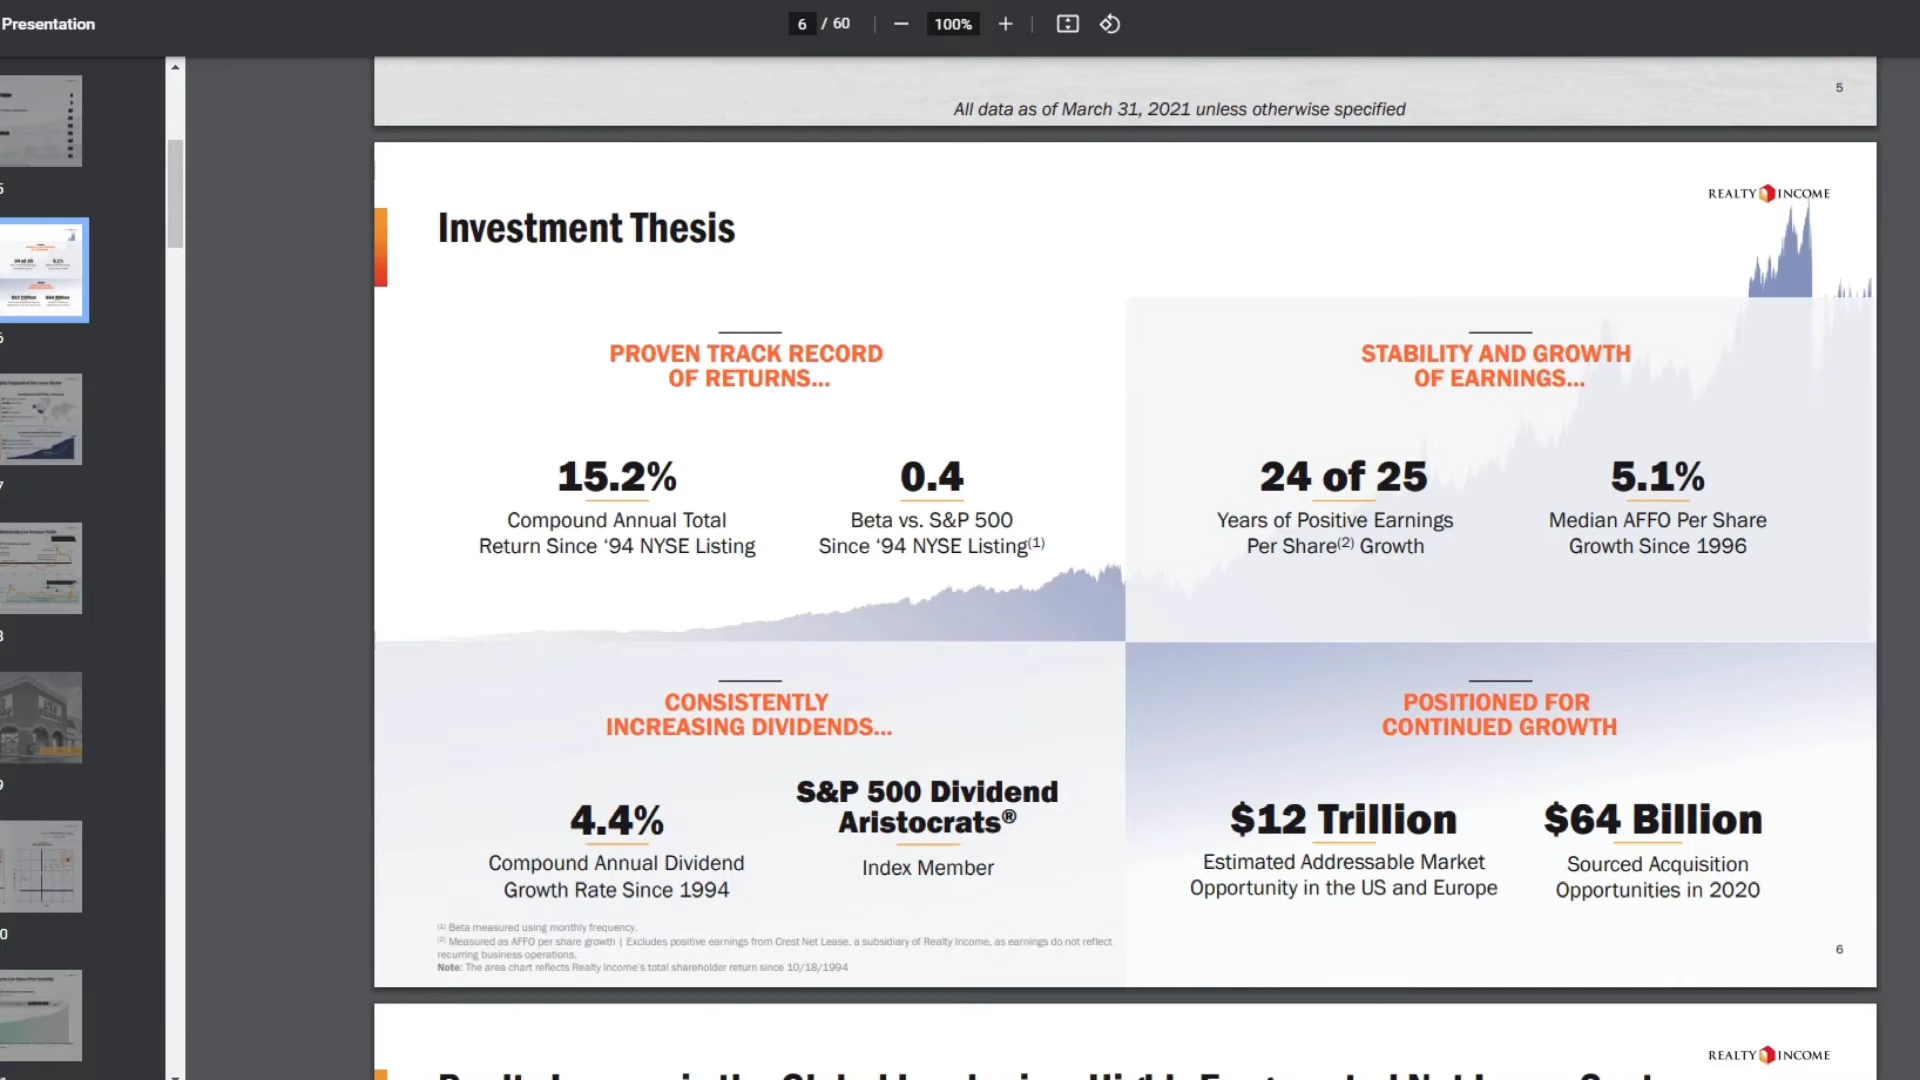 Presentation
6 / 60
100%
5
All data as of March 31, 2021 unless otherwise specified
REALTY INCOME
Investment Thesis
PROVEN TRACK RECORD
OF RETURNS...
15.2%
Compound Annual Total
Return Since ‘94 NYSE Listing
0.4
Beta vs. S&P 500
Since ‘94 NYSE Listing(1)
STABILITY AND GROWTH
OF EARNINGS...
24 of 25
Years of Positive Earnings
Per Share(2) Growth
5.1%
Median AFFO Per Share
Growth Since 1996
CONSISTENTLY
INCREASING DIVIDENDS...
4.4%
Compound Annual Dividend
Growth Rate Since 1994
S&P 500 Dividend
Aristocrats®
Index Member
POSITIONED FOR
CONTINUED GROWTH
$12 Trillion
Estimated Addressable Market
Opportunity in the US and Europe
$64 Billion
Sourced Acquisition
Opportunities in 2020
(1) Beta measured using monthly frequency.
(2) Measured as AFFO per share growth | Excludes positive earnings from Crest Net Lease, a subsidiary of Realty Income, as earnings do not reflect
recurring business operations.
Note: The area chart reflects Realty Income's total shareholder return since 10/18/1994
6
REALTY INCOME